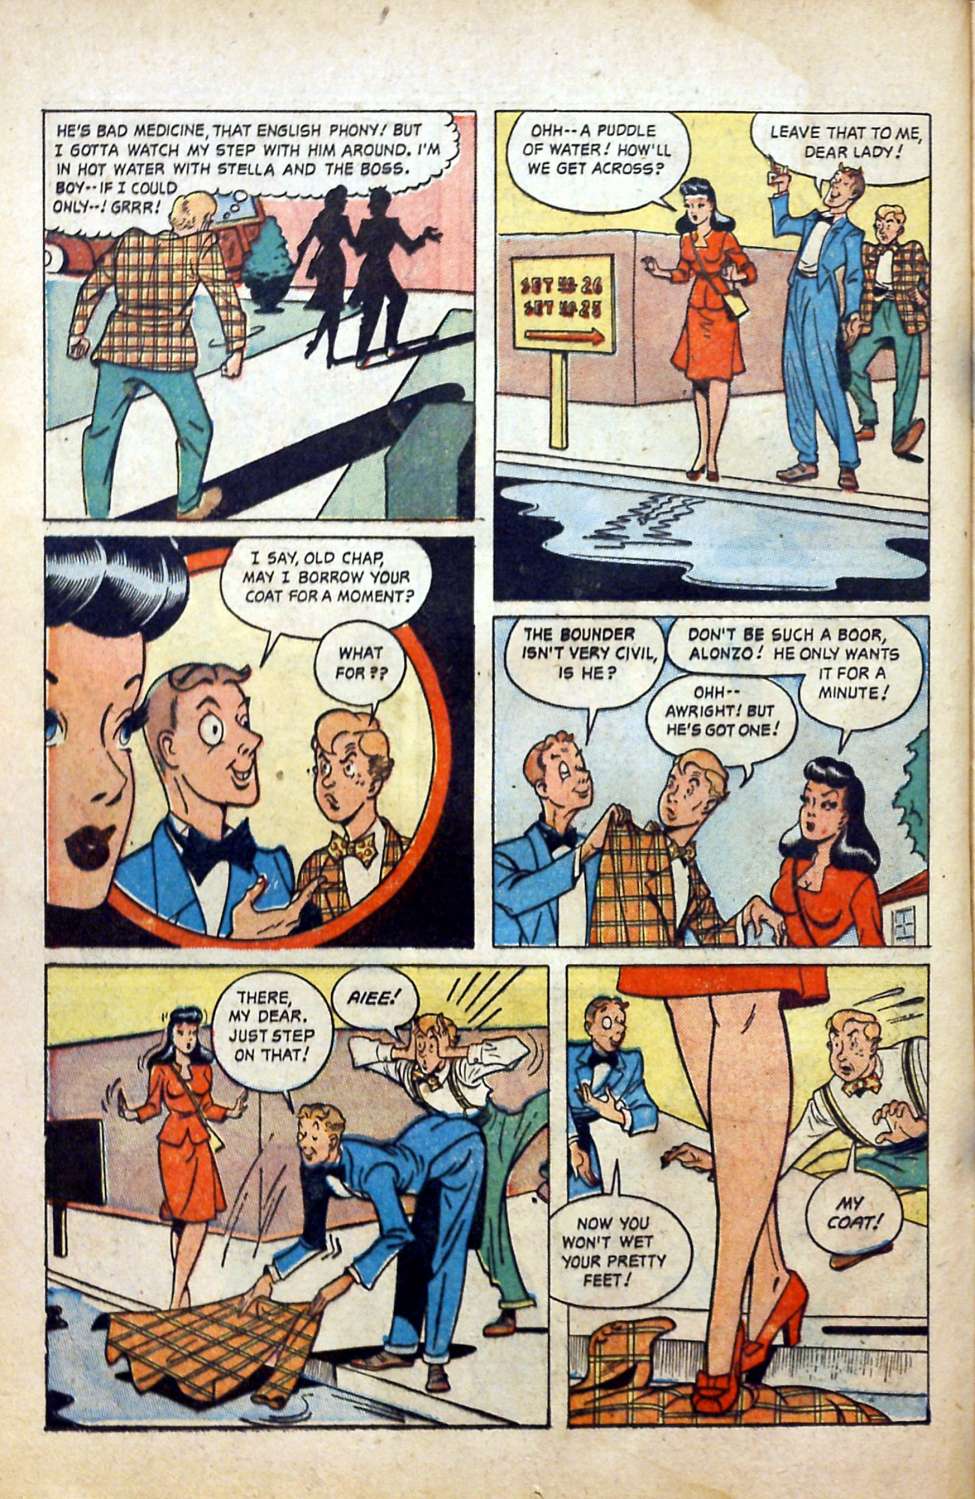 HE'S BAD MEDICINE, THAT ENGLISH PHONY! BUT
I GOTTA WATCH MY STEP WITH HIM AROUND. I'M
IN HOT WATER WITH STELLA AND THE BOSS.
BOY--IF I COULD
ONLY--! GRRR!
OHH--A PUDDLE
OF WATER! HOW'LL
WE GET ACROSS?
LEAVE THAT TO ME,
DEAR LADY!
SET NO-26
SET NO-25
I SAY, OLD CHAP,
MAY I BORROW YOUR
COAT FOR A MOMENT?
WHAT
FOR??
THE BOUNDER
ISN'T VERY CIVIL,
IS HE?
DON'T BE SUCH A BOOR,
ALONZO! HE ONLY WANTS
IT FOR A
MINUTE!
OHH--
AWRIGHT! BUT
HE'S GOT ONE!
THERE,
MY DEAR.
JUST STEP
ON THAT!
AIEE!
NOW YOU
WON'T WET
YOUR PRETTY
FEET!
MY
COAT!